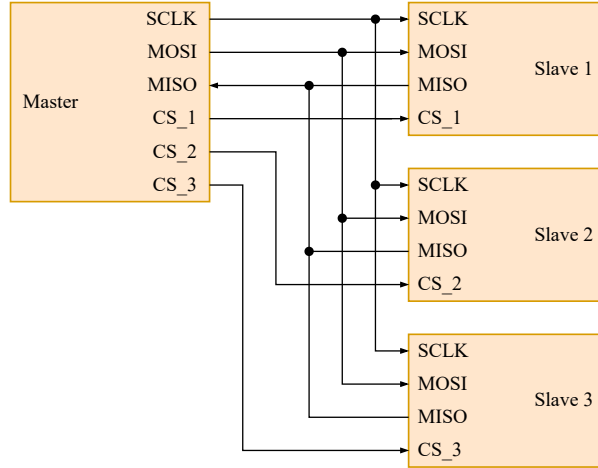 SCLK
MOSI
MISO
Master
CS_1
CS_2
CS_3
SCLK
MOSI
Slave 1
MISO
CS_1
SCLK
MOSI
Slave 2
MISO
CS_2
SCLK
MOSI
Slave 3
MISO
CS_3